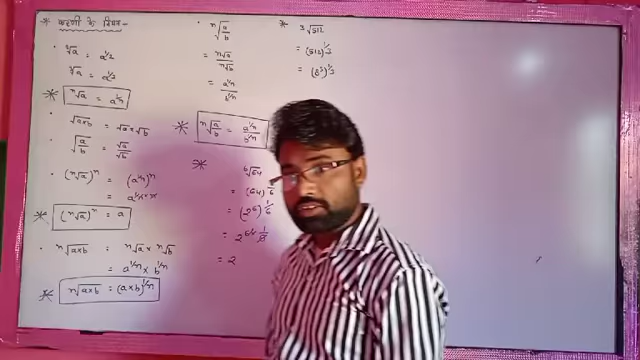 * करणी के नियम -
· ²√a = a^1/2
³√a = a^1/3
* ⁿ√a = a^1/n
· √a×b = √a × √b
· √a/b = √a/√b
· (ⁿ√a)ⁿ = (a^1/n)ⁿ
= a^1/n × n
* (ⁿ√a)ⁿ = a
· ⁿ√a×b = ⁿ√a × ⁿ√b
= a^1/n × b^1/n
* ⁿ√a×b = (a×b)^1/n
· ⁿ√a/b
= ⁿ√a/ⁿ√b
= a^1/n/b^1/n
* ⁿ√a/b = a^1/n/b^1/n
* ⁶√64
= (64)^1/6
= (2⁶)^1/6
= 2
* ³√512
= (512)^1/3
= (8³)^1/3